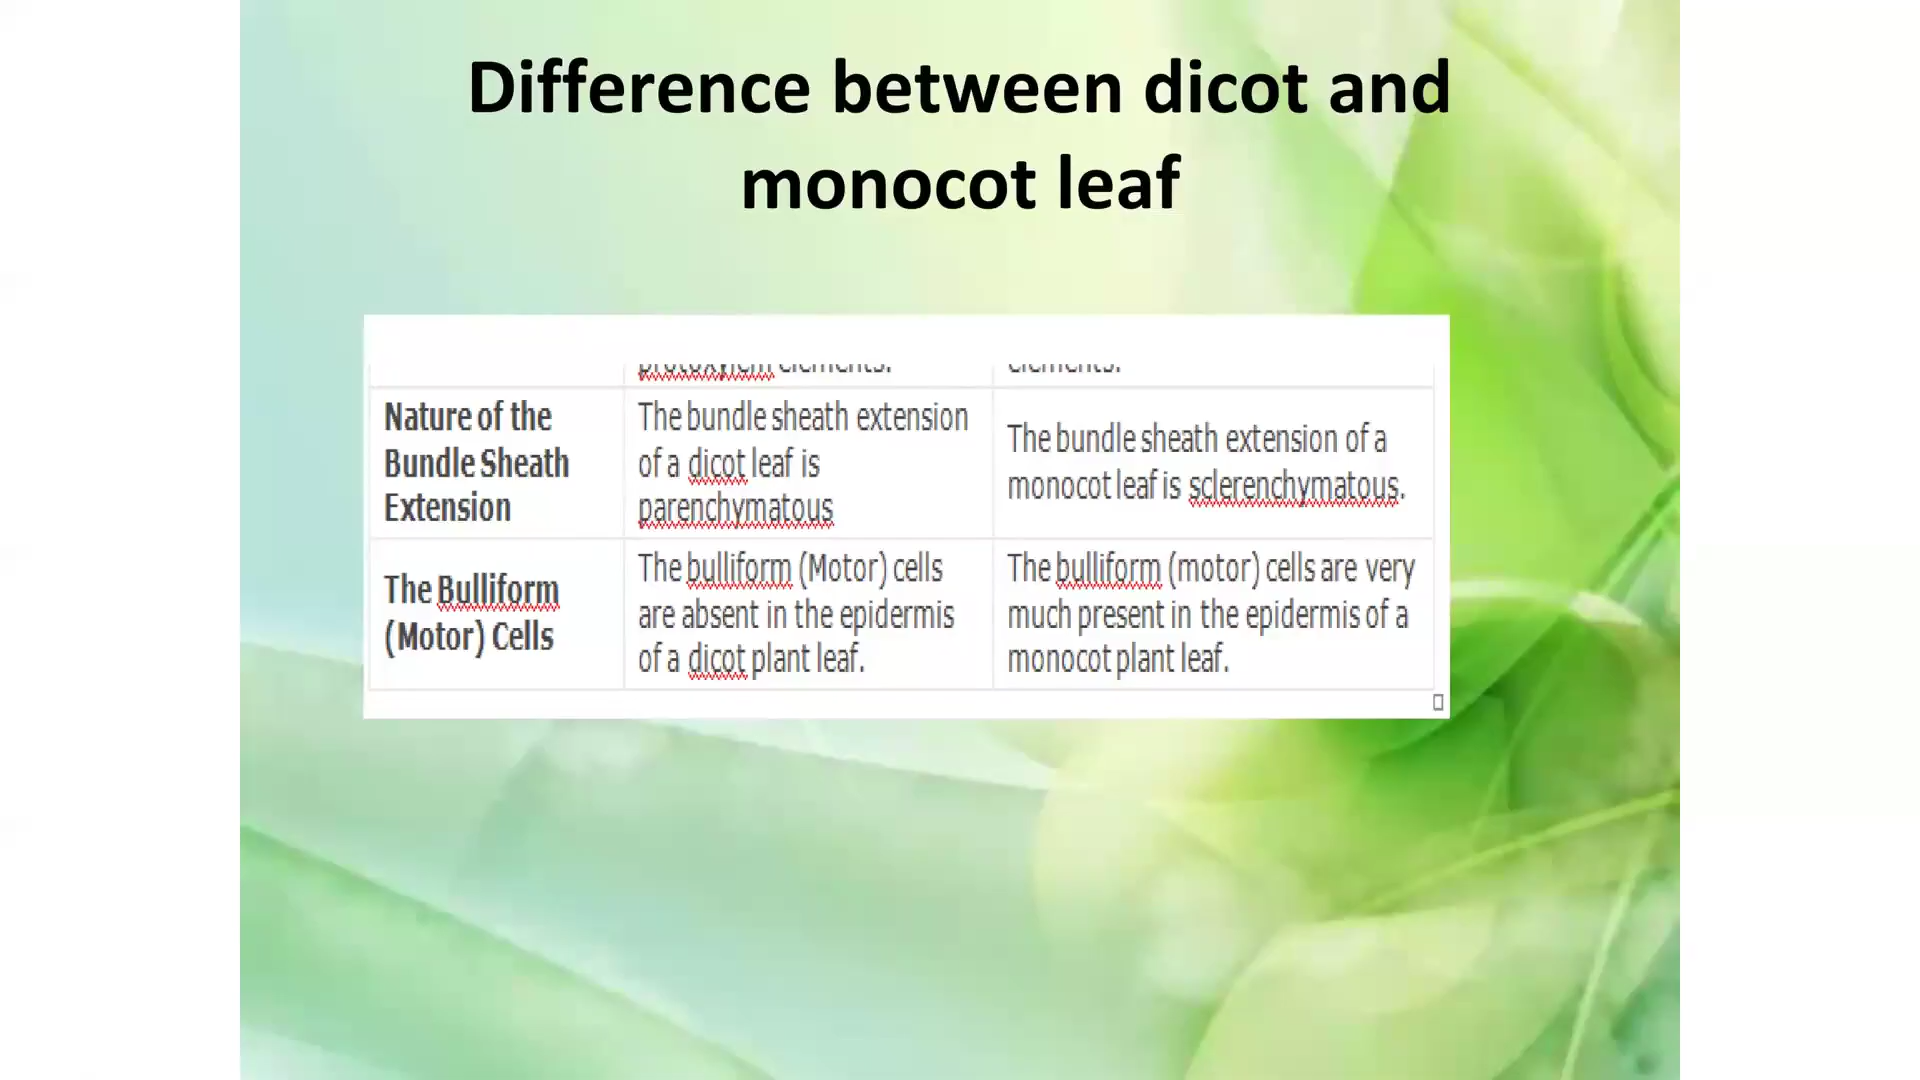 Difference between dicot and
monocot leaf
protoxylem elements.
elements.
Nature of the
Bundle Sheath
Extension
The bundle sheath extension
of a dicot leaf is
parenchymatous
The bundle sheath extension of a
monocot leaf is sclerenchymatous.
The Bulliform
(Motor) Cells
The bulliform (Motor) cells
are absent in the epidermis
of a dicot plant leaf.
The bulliform (motor) cells are very
much present in the epidermis of a
monocot plant leaf.